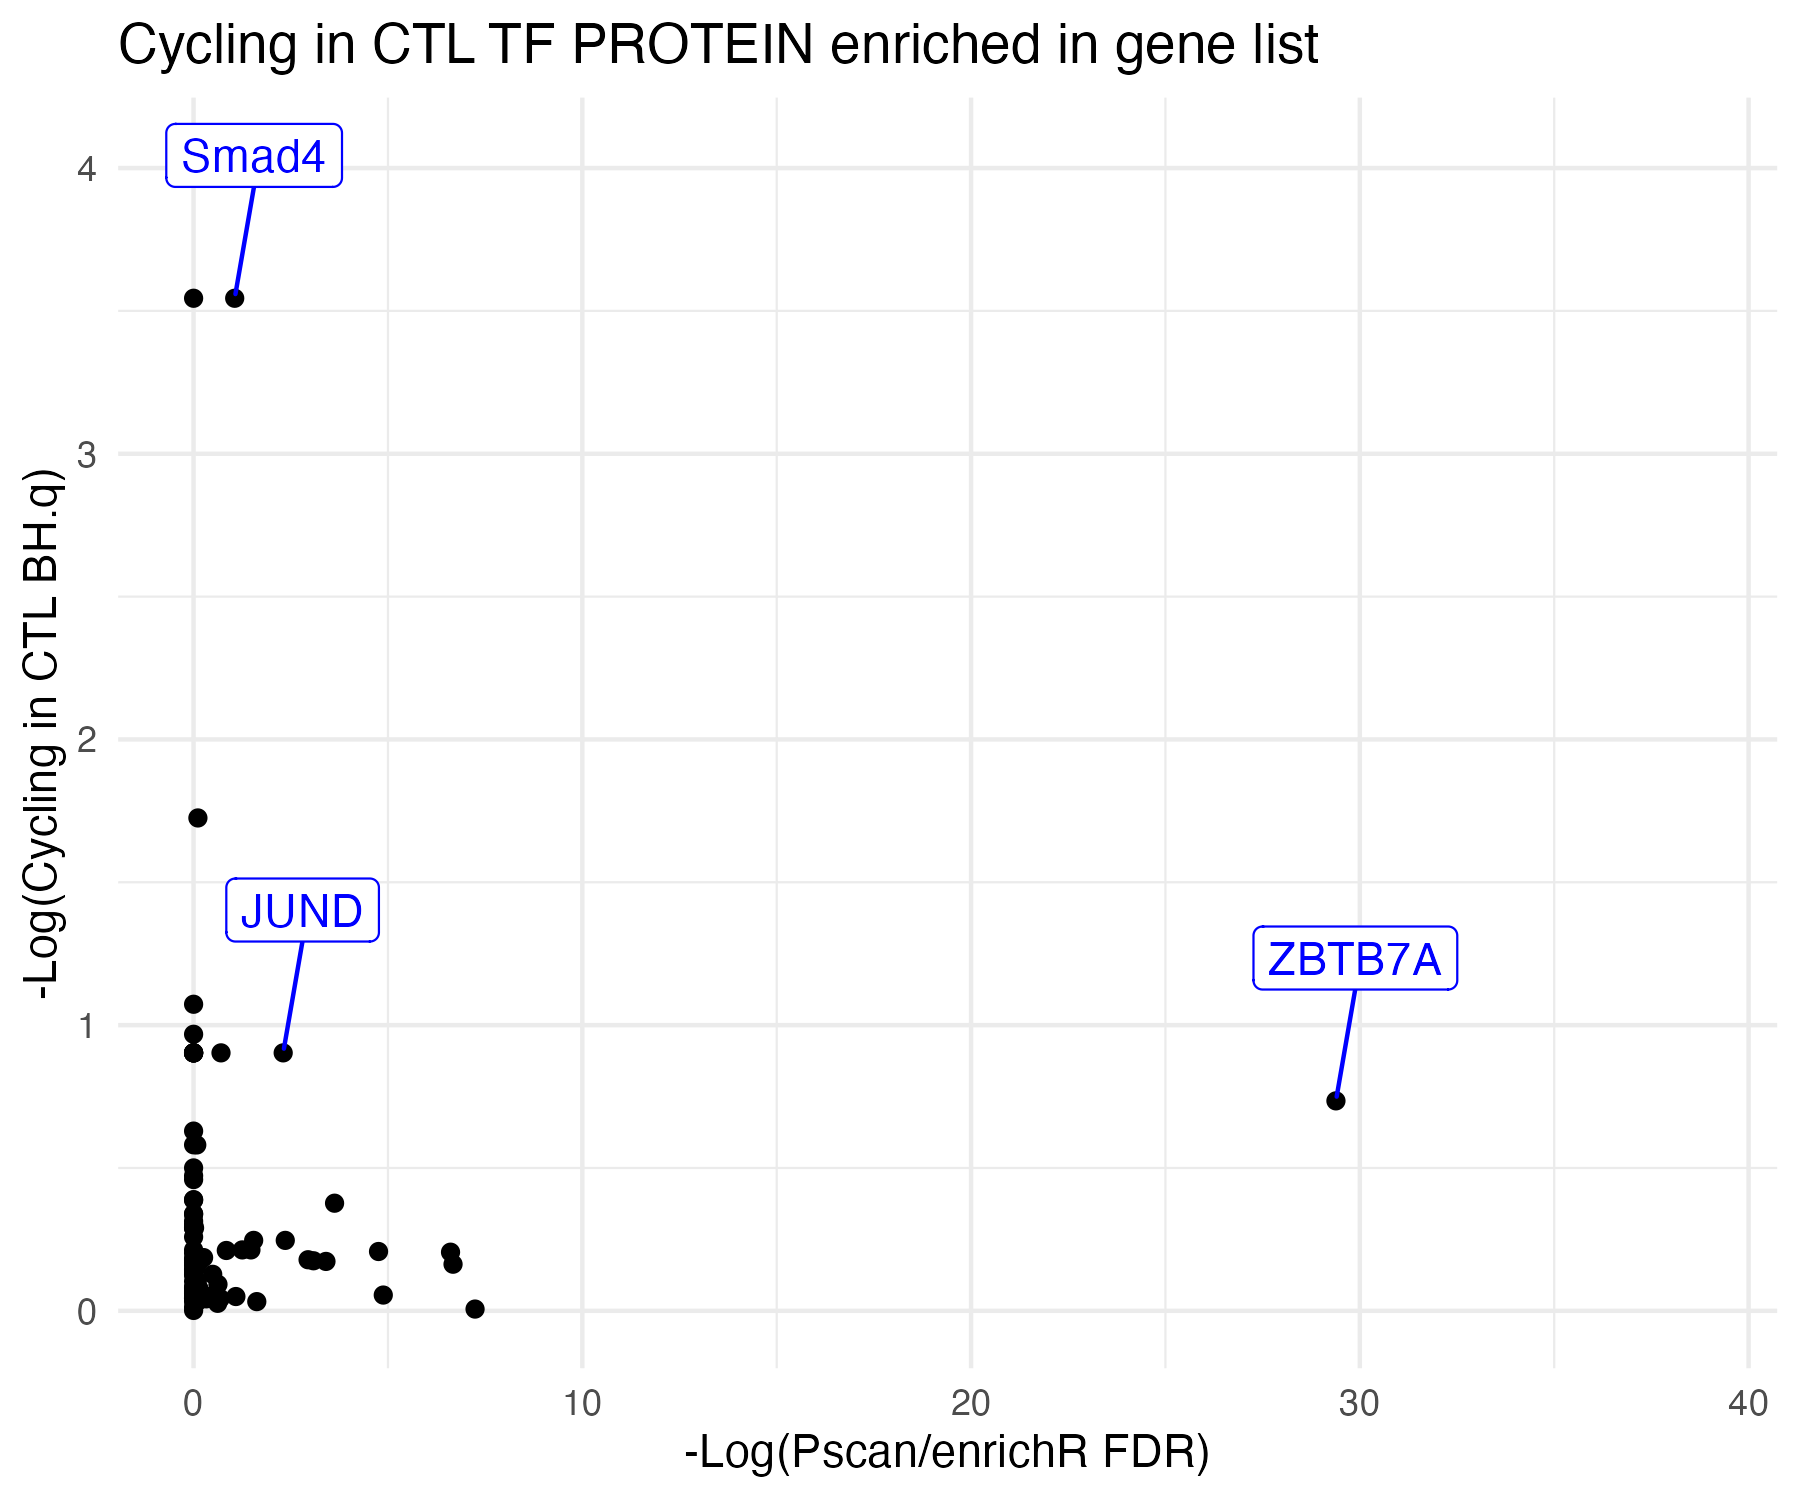 Cycling in CTL TF PROTEIN enriched in gene list
Smad4
JUND
ZBTB7A
4
3
2
1
0
-Log(Cycling in CTL BH.q)
0 10 20 30 40
-Log(Pscan/enrichR FDR)